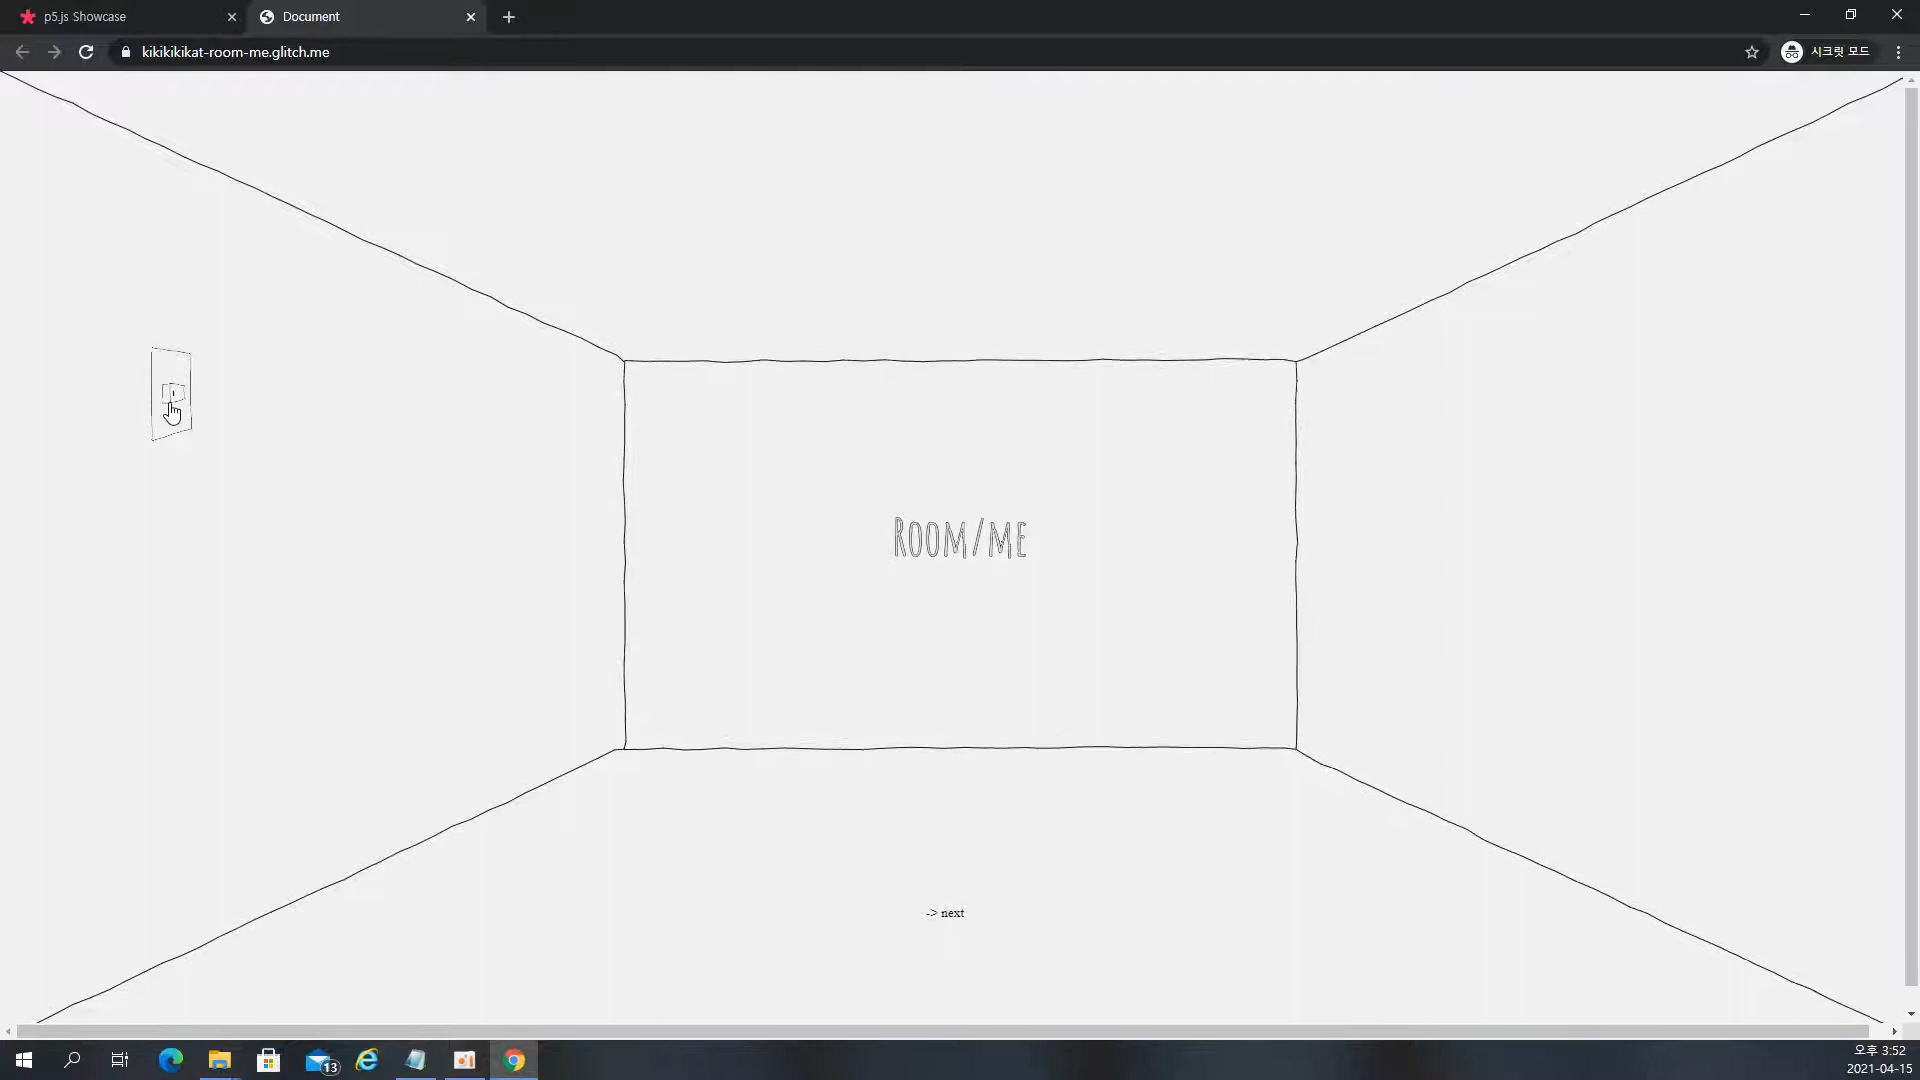 p5.js Showcase
Document
kikikikikat-room-me.glitch.me
시크릿 모드
Room/me
-> next
13
오후 3:52
2021-04-15